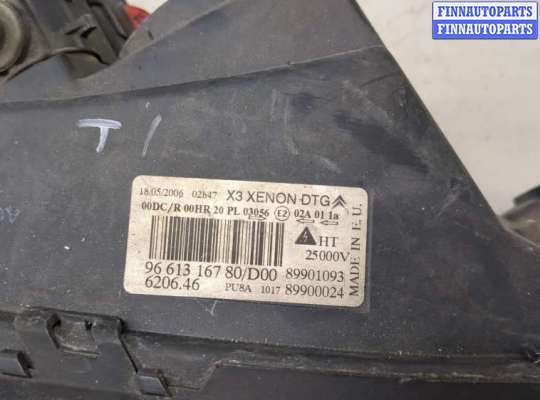 FINNAUTOPARTS
FINNAUTOPARTS
T /
18/05/2006 02h47 X3 XENON DTG
00DC/R 00HR 20 PL 03056 E2 02A 01 1a
HT
25000V
MADE IN E.U.
96 613 167 80/D00 89901093
6206.46 PU8A 1017 89900024